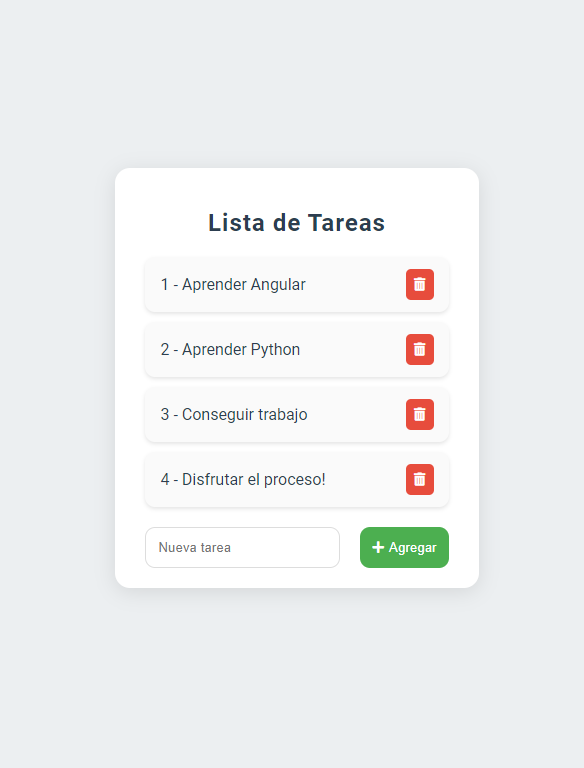 Lista de Tareas
1 - Aprender Angular
2 - Aprender Python
3 - Conseguir trabajo
4 - Disfrutar el proceso!
Nueva tarea
Agregar